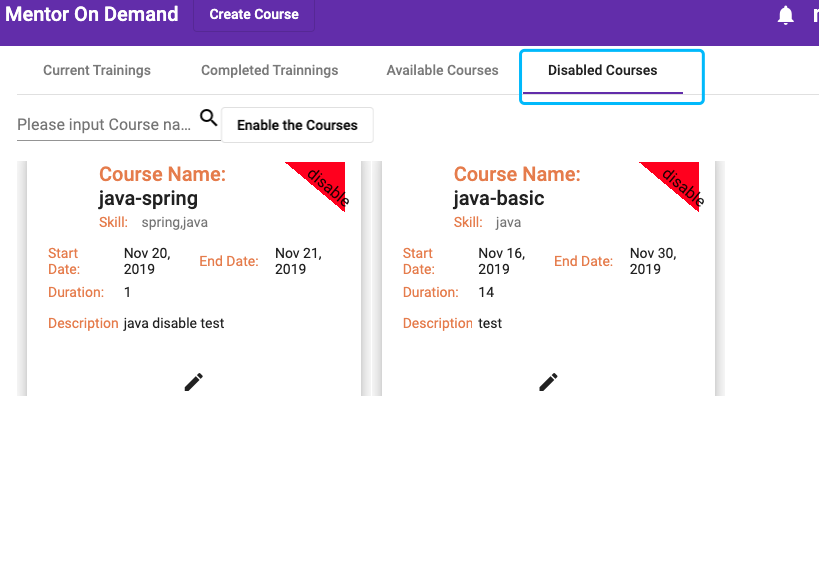 Mentor On Demand Create Course
Current Trainings Completed Trainnings Available Courses Disabled Courses
Please input Course na... Enable the Courses
Course Name:
java-spring
disable
Skill: spring,java
Start Date: Nov 20, 2019 End Date: Nov 21, 2019
Duration: 1
Description java disable test
Course Name:
java-basic
disable
Skill: java
Start Date: Nov 16, 2019 End Date: Nov 30, 2019
Duration: 14
Description test